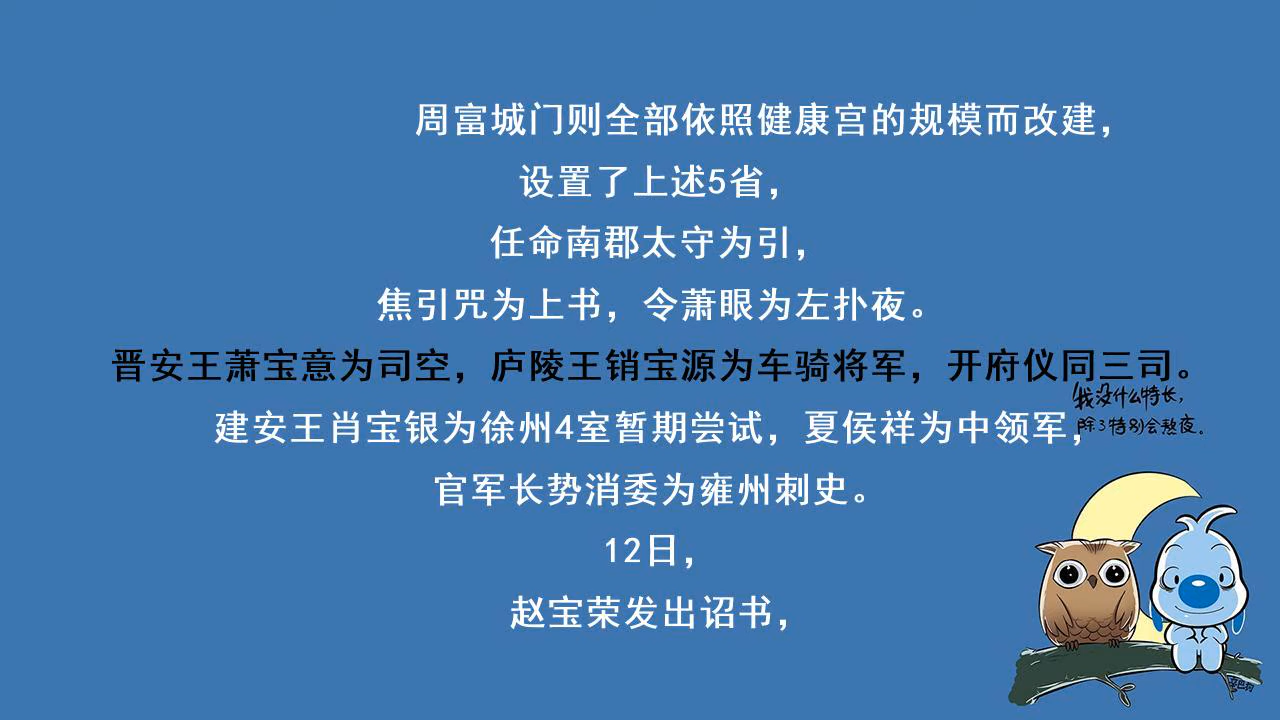 周富城门则全部依照健康宫的规模而改建，
设置了上述5省，
任命南郡太守为引，
焦引咒为上书，令萧眼为左扑夜。
晋安王萧宝意为司空，庐陵王销宝源为车骑将军，开府仪同三司。
我没什么特长，
除了特别会熬夜。
建安王肖宝银为徐州4室暂期尝试，夏侯祥为中领军，
官军长势消委为雍州刺史。
12日，
赵宝荣发出诏书，